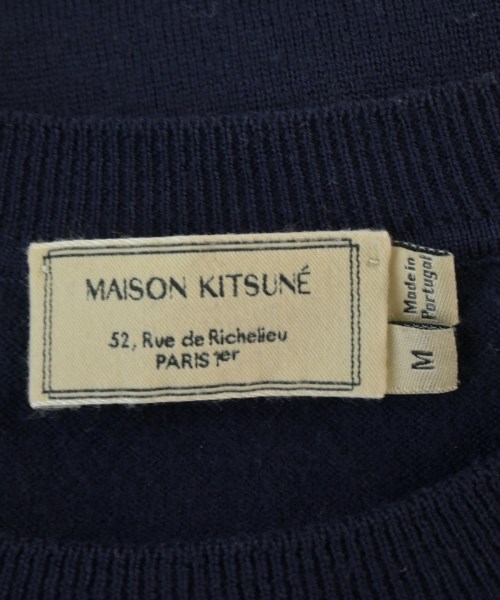 MAISON KITSUNÉ
52, Rue de Richelieu
PARIS 1er
Made in
Portugal
M